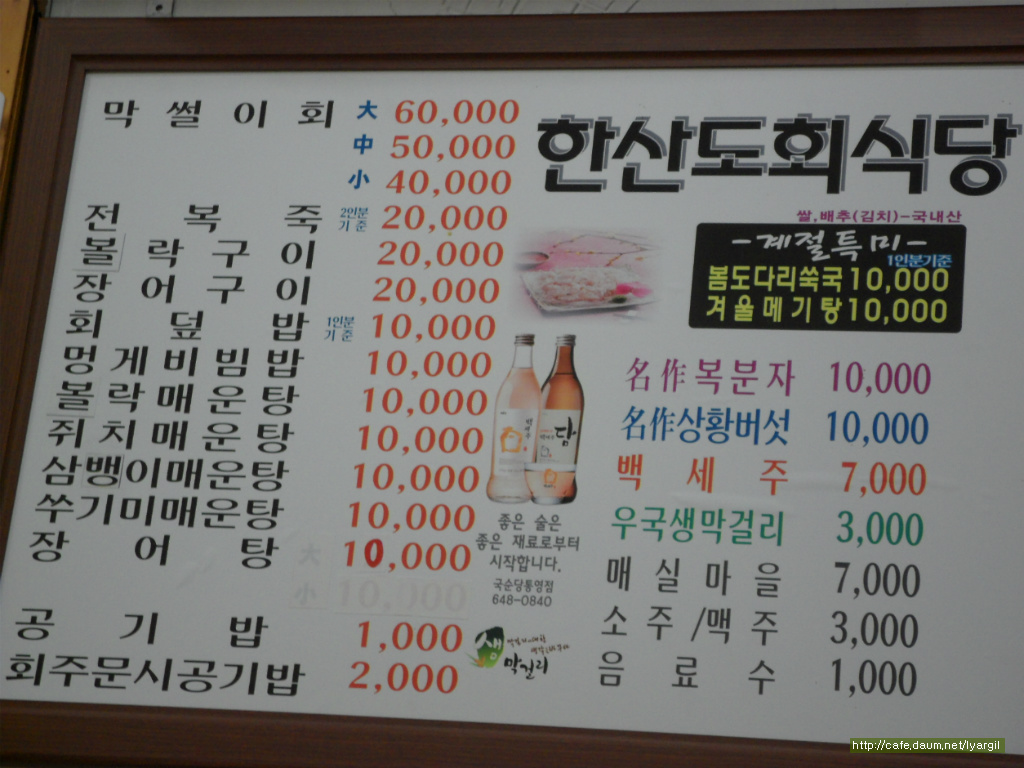 막썰이회 大 60,000
中 50,000
小 40,000
전복죽 2인분기준 20,000
볼락구이 20,000
장어구이 20,000
회덮밥 1인분기준 10,000
멍게비빔밥 10,000
볼락매운탕 10,000
쥐치매운탕 10,000
삼뱅이매운탕 10,000
쑤기미매운탕 10,000
장어탕 大 10,000
小 10,000
공기밥 1,000
회주문시공기밥 2,000
한산도회식당
쌀,배추(김치)-국내산
-계절특미-
1인분기준
봄도다리쑥국 10,000
겨울메기탕 10,000
名作복분자 10,000
名作상황버섯 10,000
백세주 7,000
우국생막걸리 3,000
매실마을 7,000
소주/맥주 3,000
음료수 1,000
담
좋은 술은
좋은 재료로부터
시작합니다.
국순당통영점
648-0840
생
막걸리
http://cafe.daum.net/lyargil